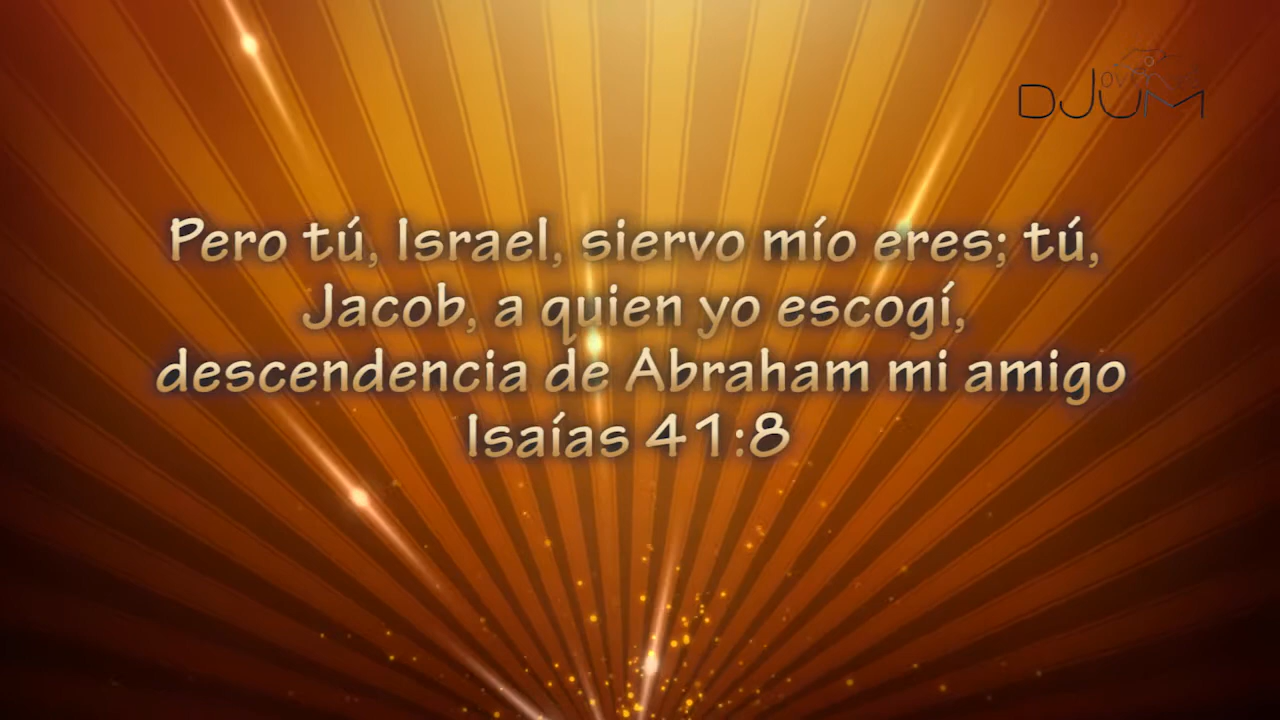 DJUM
Pero tú, Israel, siervo mío eres; tú,
Jacob, a quien yo escogí,
descendencia de Abraham mi amigo
Isaías 41:8